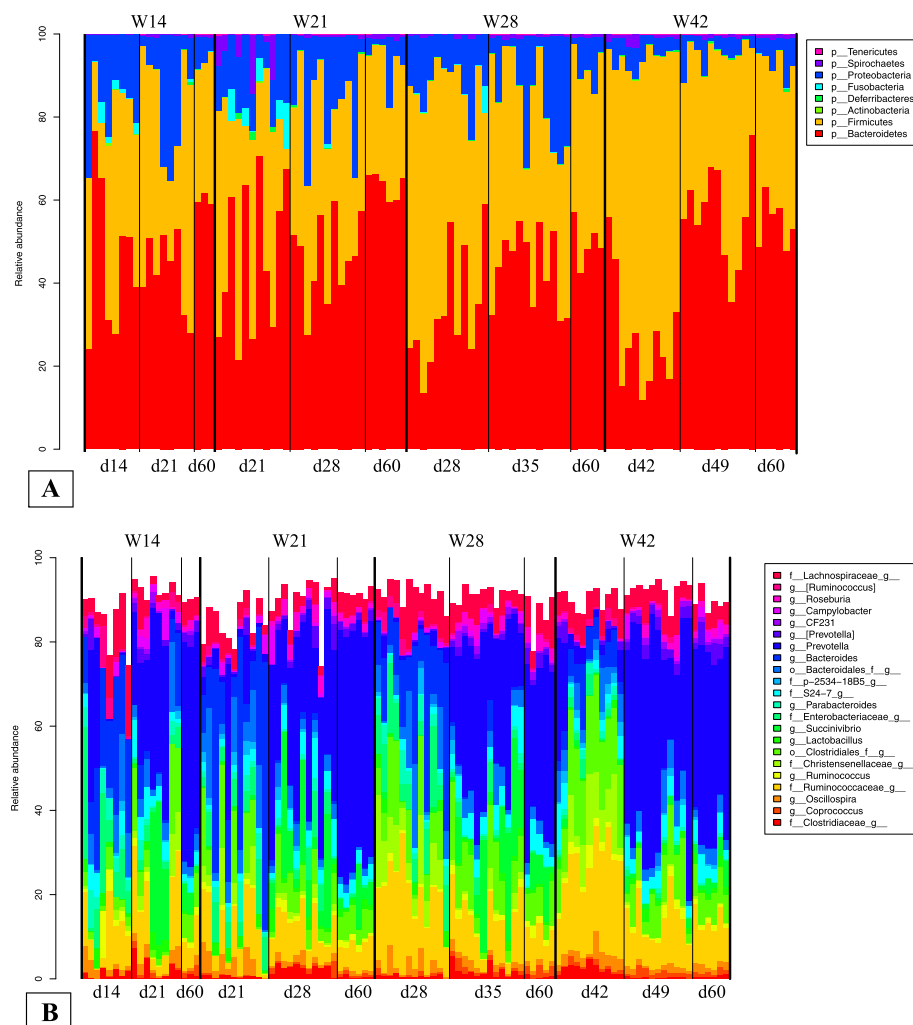 W14 W21 W28 W42
100
80
60
40
20
0
Relative abundance
p__Tenericutes
p__Spirochaetes
p__Proteobacteria
p__Fusobacteria
p__Deferribacteres
p__Actinobacteria
p__Firmicutes
p__Bacteroidetes
d14 d21 d60 d21 d28 d60 d28 d35 d60 d42 d49 d60
A
W14 W21 W28 W42
100
80
60
40
20
0
Relative abundance
f__Lachnospiraceae_g__
g__[Ruminococcus]
g__Roseburia
g__Campylobacter
g__CF231
g__[Prevotella]
g__Prevotella
g__Bacteroides
o__Bacteroidales_f__g__
f__p-2534-18B5_g__
f__S24-7_g__
g__Parabacteroides
f__Enterobacteriaceae_g__
g__Succinivibrio
g__Lactobacillus
o__Clostridiales_f__g__
f__Christensenellaceae_g__
g__Ruminococcus
f__Ruminococcaceae_g__
g__Oscillospira
g__Coprococcus
f__Clostridiaceae_g__
d14 d21 d60 d21 d28 d60 d28 d35 d60 d42 d49 d60
B